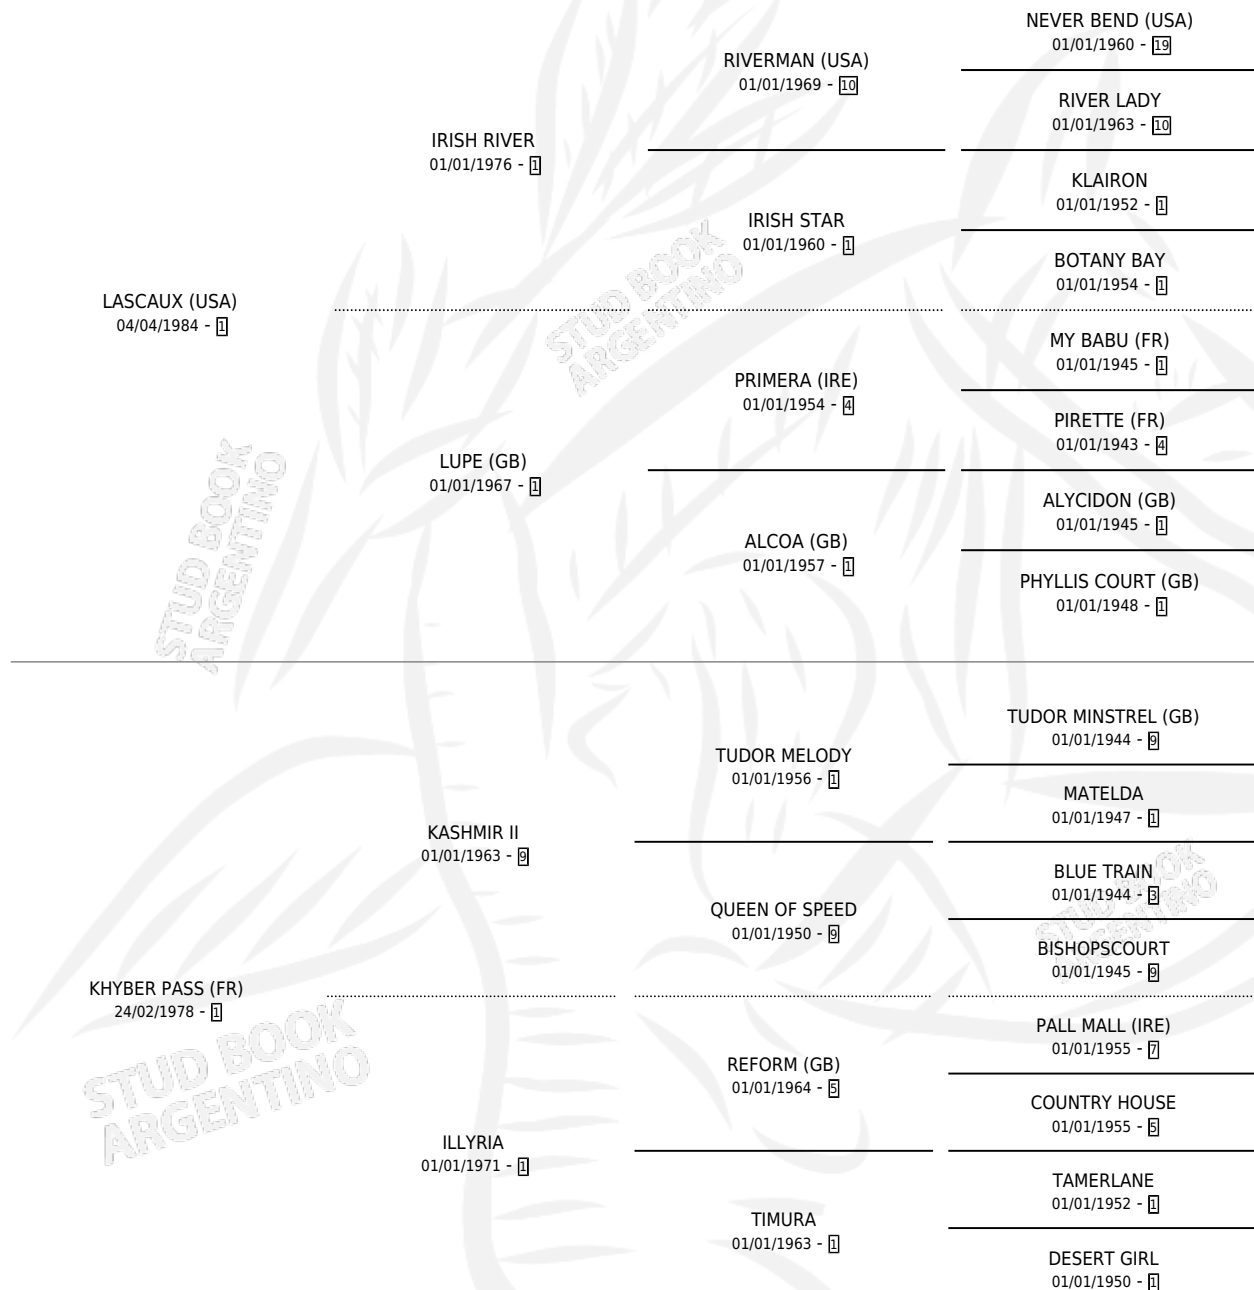 NEVER BEND (USA)
01/01/1960 - 19
RIVERMAN (USA)
01/01/1969 - 10
RIVER LADY
01/01/1963 - 10
IRISH RIVER
01/01/1976 - 1
KLAIRON
01/01/1952 - 1
IRISH STAR
01/01/1960 - 1
BOTANY BAY
01/01/1954 - 1
LASCAUX (USA)
04/04/1984 - 1
MY BABU (FR)
01/01/1945 - 1
PRIMERA (IRE)
01/01/1954 - 4
PIRETTE (FR)
01/01/1943 - 4
LUPE (GB)
01/01/1967 - 1
ALYCIDON (GB)
01/01/1945 - 1
ALCOA (GB)
01/01/1957 - 1
PHYLLIS COURT (GB)
01/01/1948 - 1
STUD BOOK
ARGENTINO
STUD BOOK
ARGENTINO
TUDOR MINSTREL (GB)
01/01/1944 - 9
TUDOR MELODY
01/01/1956 - 1
MATELDA
01/01/1947 - 1
KASHMIR II
01/01/1963 - 9
BLUE TRAIN
01/01/1944 - 3
QUEEN OF SPEED
01/01/1950 - 9
BISHOPSCOURT
01/01/1945 - 9
KHYBER PASS (FR)
24/02/1978 - 1
PALL MALL (IRE)
01/01/1955 - 7
REFORM (GB)
01/01/1964 - 5
COUNTRY HOUSE
01/01/1955 - 5
ILLYRIA
01/01/1971 - 1
TAMERLANE
01/01/1952 - 1
TIMURA
01/01/1963 - 1
DESERT GIRL
01/01/1950 - 1
STUD BOOK
ARGENTINO
STUD BOOK
ARGENTINO